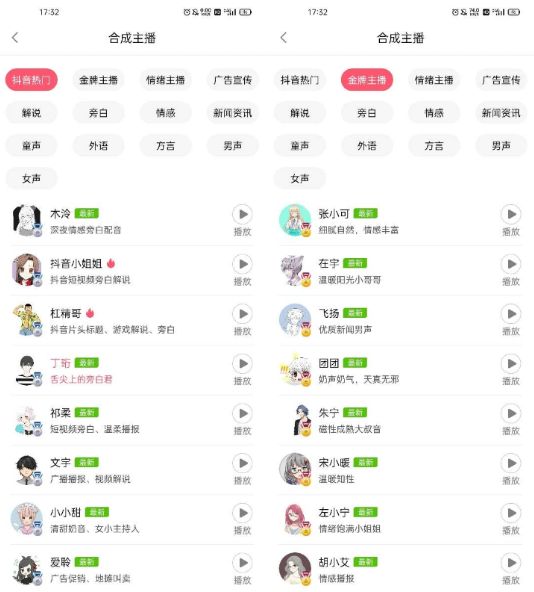 17:32
合成主播
抖音热门 金牌主播 情绪主播 广告宣传
解说 旁白 情感 新闻资讯
童声 外语 方言 男声
女声
木泠 最新
深夜情感旁白配音
播放
抖音小姐姐
抖音短视频旁白解说
播放
杠精哥
抖音片头标题、游戏解说、旁白
播放
丁珩 最新
舌尖上的旁白君
播放
祁柔 最新
短视频旁白、温柔播报
播放
文宇 最新
广播播报、视频解说
播放
小小甜 最新
清甜奶音、女小主持人
播放
爱聆 最新
广告促销、地摊叫卖
播放
17:32
合成主播
抖音热门 金牌主播 情绪主播 广告宣传
解说 旁白 情感 新闻资讯
童声 外语 方言 男声
女声
张小可 最新
细腻自然，情感丰富
播放
在宇 最新
温暖阳光小哥哥
播放
飞扬 最新
优质新闻男声
播放
团团 最新
奶声奶气，天真无邪
播放
朱宁 最新
磁性成熟大叔音
播放
宋小暖 最新
温暖知性
播放
左小宁 最新
情绪饱满小姐姐
播放
胡小艾 最新
情感播报
播放